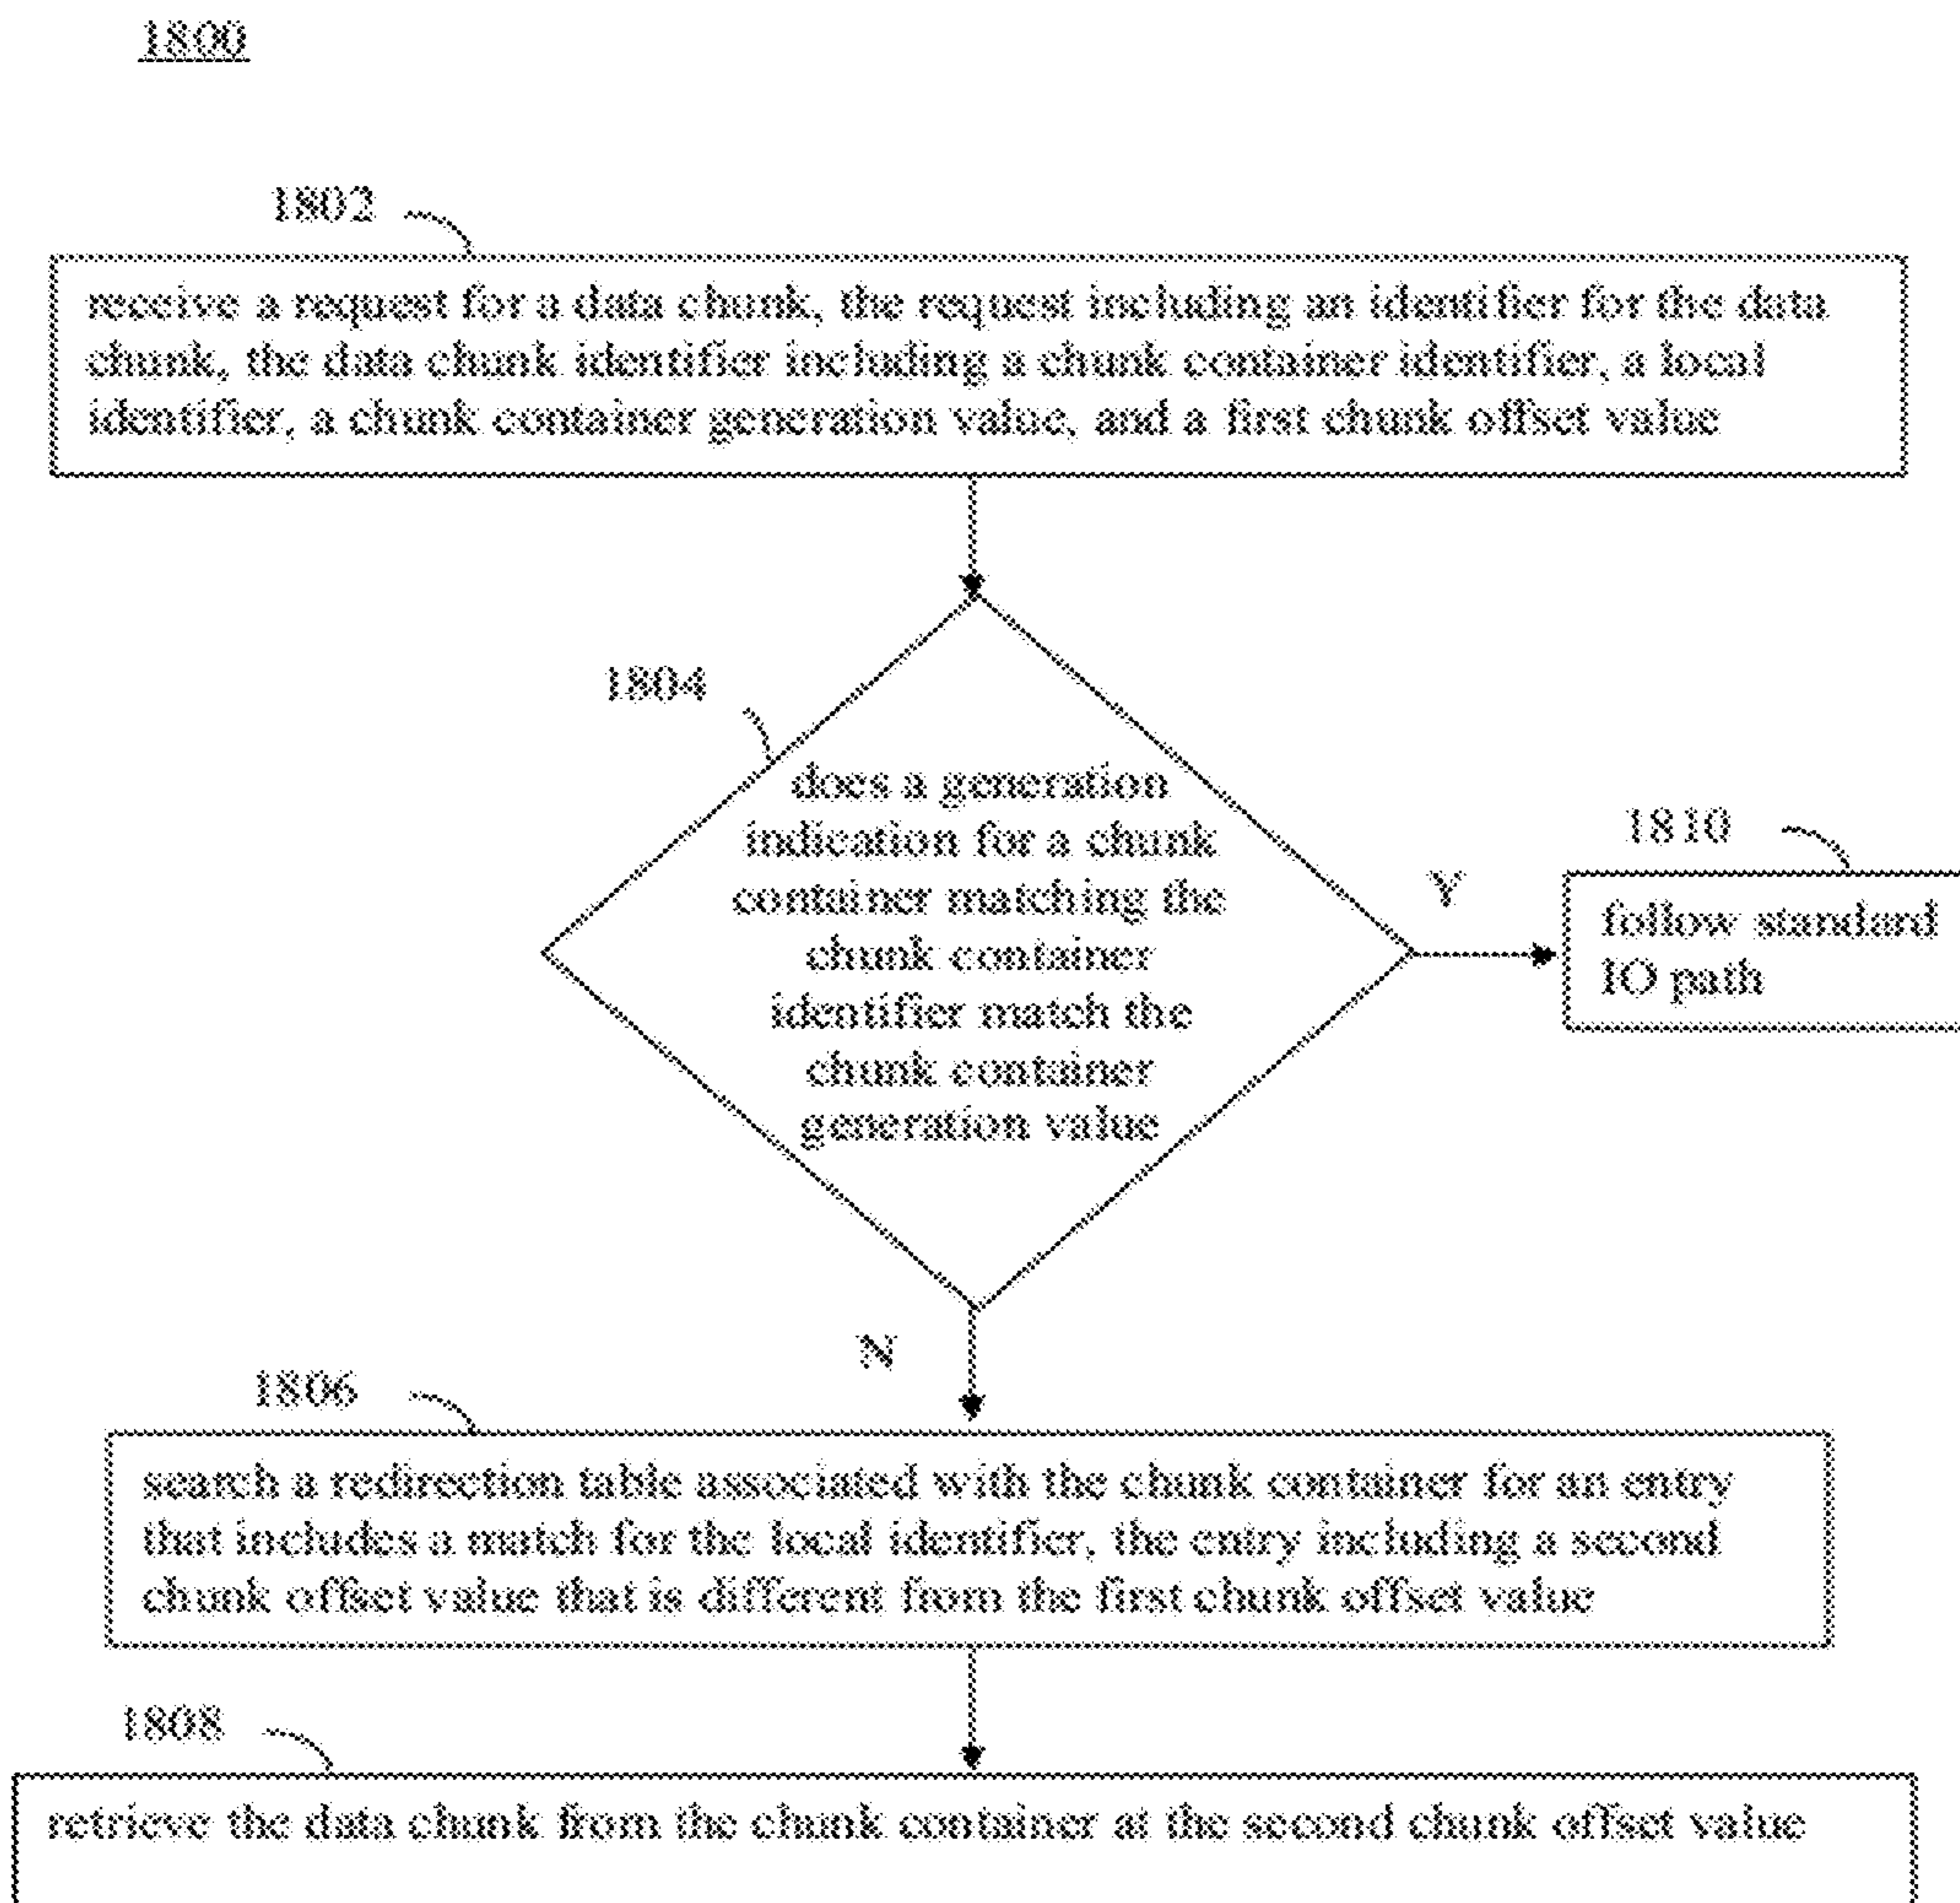 1800
1802
receive a request for a data chunk, the request including an identifier for the data
chunk, the data chunk identifier including a chunk container identifier, a local
identifier, a chunk container generation value, and a first chunk offset value
1804
does a generation
indication for a chunk
container matching the
chunk container
identifier match the
chunk container
generation value
Y
1810
follow standard
IO path
N
1806
search a redirection table associated with the chunk container for an entry
that includes a match for the local identifier, the entry including a second
chunk offset value that is different from the first chunk offset value
1808
retrieve the data chunk from the chunk container at the second chunk offset value